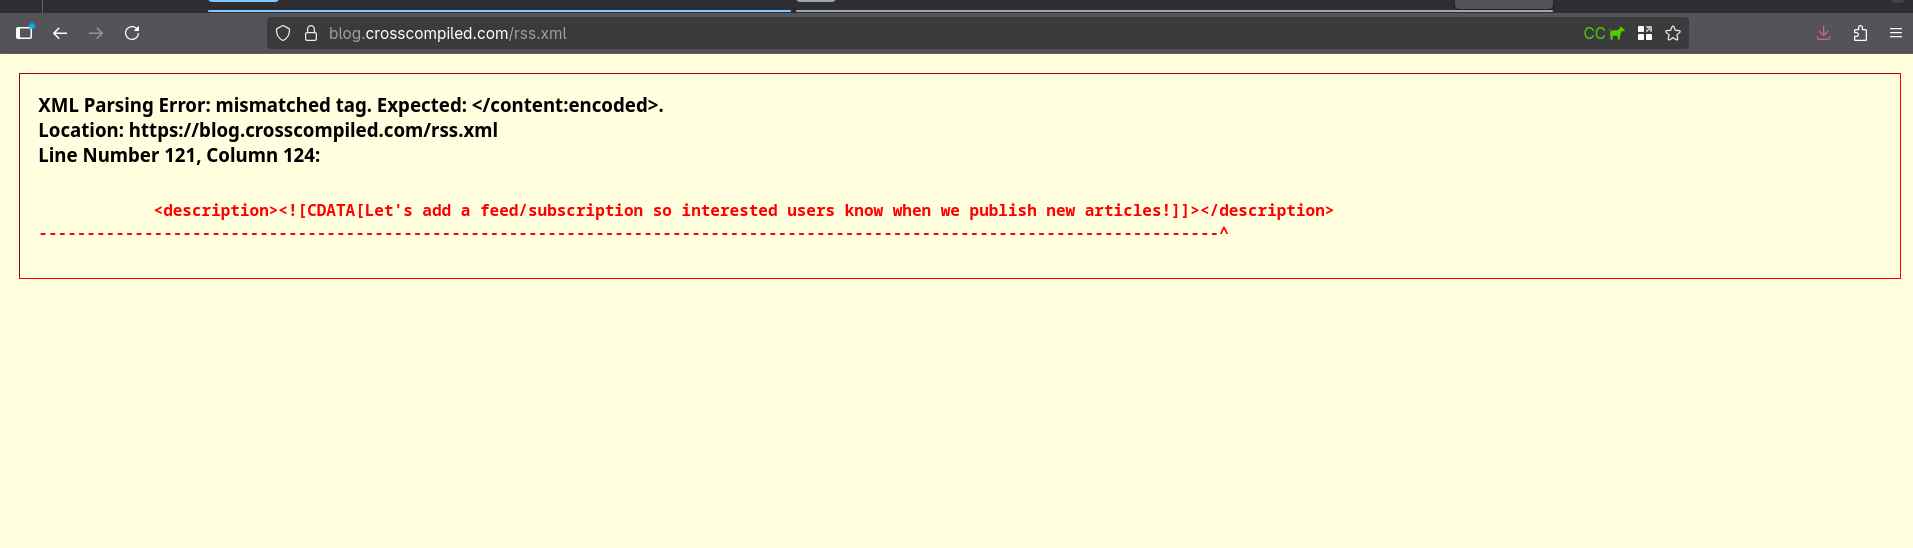 blog.crosscompiled.com/rss.xml
CC
XML Parsing Error: mismatched tag. Expected: </content:encoded>.
Location: https://blog.crosscompiled.com/rss.xml
Line Number 121, Column 124:
<description><![CDATA[Let's add a feed/subscription so interested users know when we publish new articles!]]></description>
---------------------------------------------------------------------------------------------------------------------------^